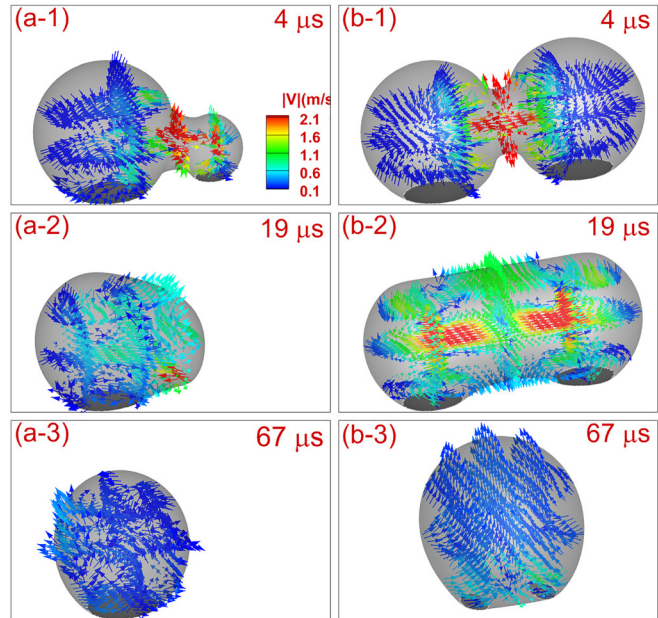 (a-1) 4 μs
(b-1) 4 μs
|V|(m/s
2.1
1.6
1.1
0.6
0.1
(a-2) 19 μs
(b-2) 19 μs
(a-3) 67 μs
(b-3) 67 μs